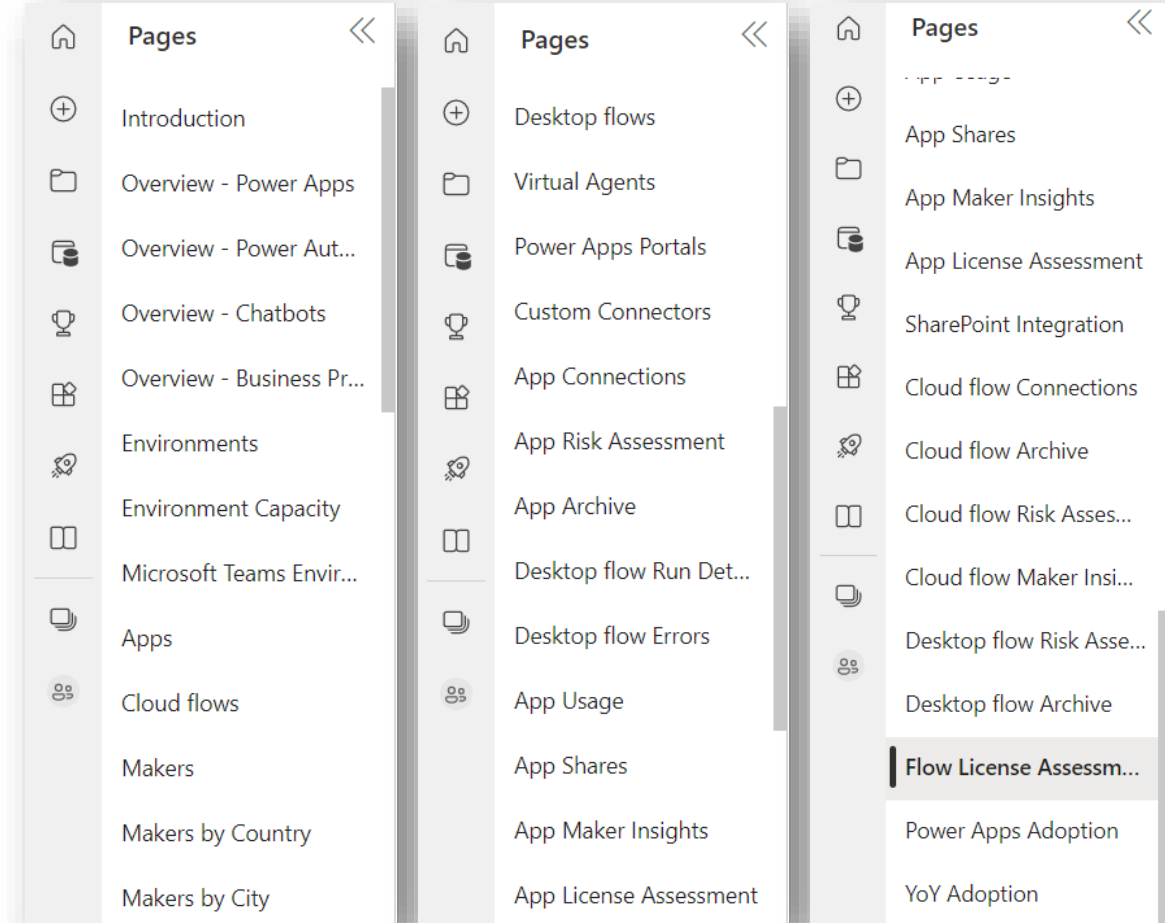 Pages
Introduction
Overview - Power Apps
Overview - Power Aut...
Overview - Chatbots
Overview - Business Pr...
Environments
Environment Capacity
Microsoft Teams Envir...
Apps
Cloud flows
Makers
Makers by Country
Makers by City
Pages
Desktop flows
Virtual Agents
Power Apps Portals
Custom Connectors
App Connections
App Risk Assessment
App Archive
Desktop flow Run Det...
Desktop flow Errors
App Usage
App Shares
App Maker Insights
App License Assessment
Pages
App Shares
App Maker Insights
App License Assessment
SharePoint Integration
Cloud flow Connections
Cloud flow Archive
Cloud flow Risk Asses...
Cloud flow Maker Insi...
Desktop flow Risk Asse...
Desktop flow Archive
Flow License Assessm...
Power Apps Adoption
YoY Adoption